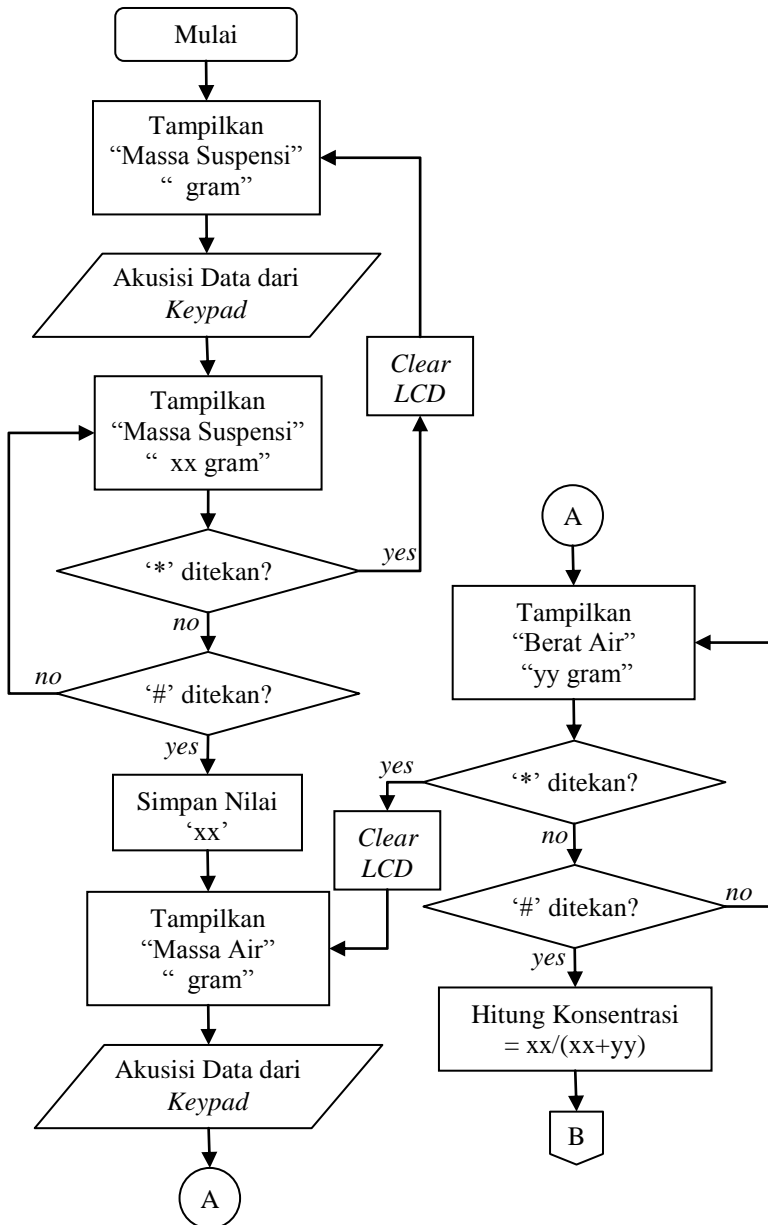 Mulai
Tampilkan
“Massa Suspensi”
“  gram”
Akusisi Data dari
Keypad
Clear
LCD
Tampilkan
“Massa Suspensi”
“  xx gram”
‘*’ ditekan?
yes
no
‘#’ ditekan?
no
yes
Simpan Nilai
‘xx’
Tampilkan
“Massa Air”
“  gram”
Akusisi Data dari
Keypad
A
A
Tampilkan
“Berat Air”
“yy gram”
‘*’ ditekan?
yes
Clear
LCD
no
‘#’ ditekan?
no
yes
Hitung Konsentrasi
= xx/(xx+yy)
B